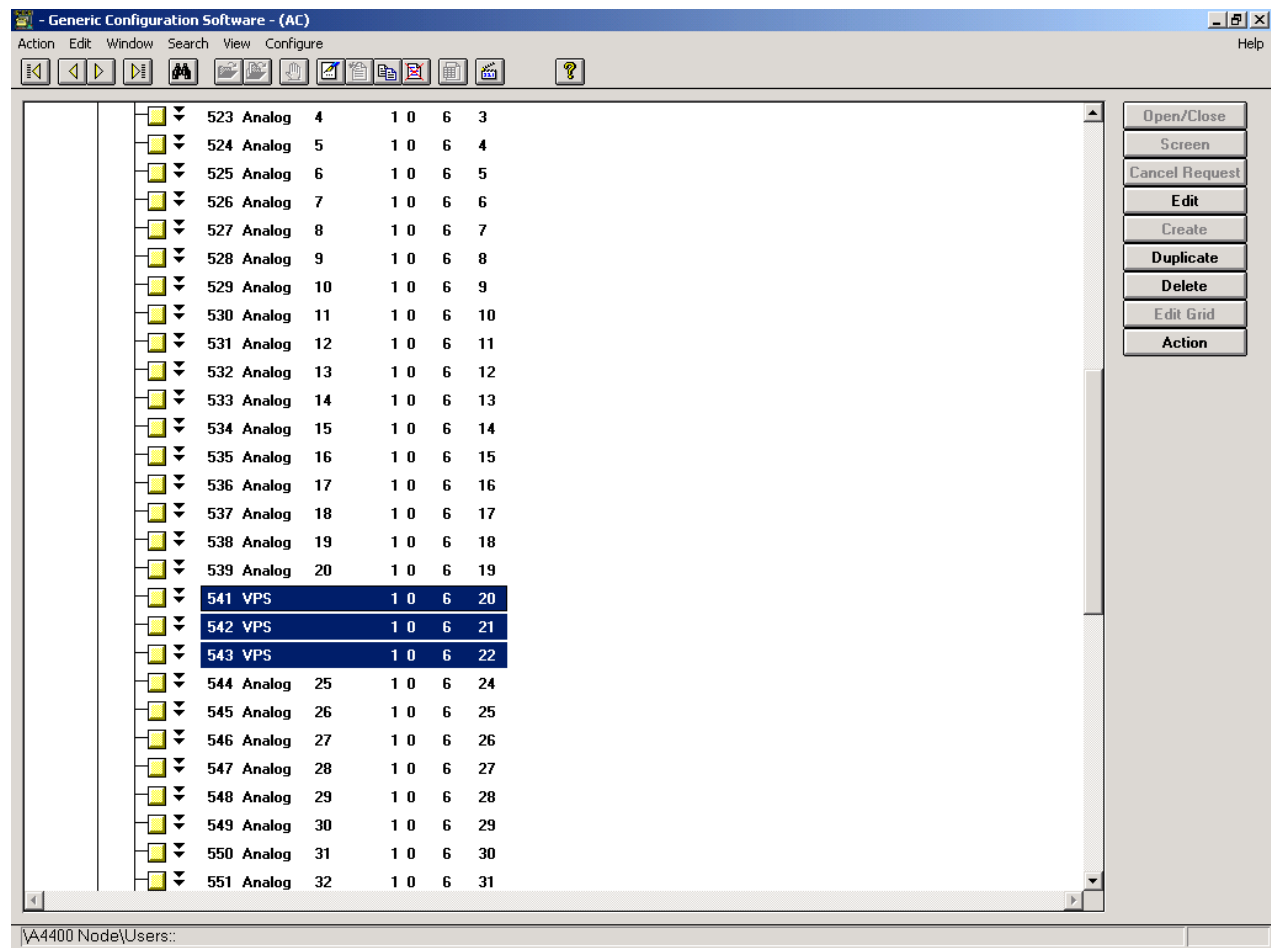 - Generic Configuration Software - (AC)
Action Edit Window Search View Configure Help
523 Analog 4 1 0 6 3
524 Analog 5 1 0 6 4
525 Analog 6 1 0 6 5
526 Analog 7 1 0 6 6
527 Analog 8 1 0 6 7
528 Analog 9 1 0 6 8
529 Analog 10 1 0 6 9
530 Analog 11 1 0 6 10
531 Analog 12 1 0 6 11
532 Analog 13 1 0 6 12
533 Analog 14 1 0 6 13
534 Analog 15 1 0 6 14
535 Analog 16 1 0 6 15
536 Analog 17 1 0 6 16
537 Analog 18 1 0 6 17
538 Analog 19 1 0 6 18
539 Analog 20 1 0 6 19
541 VPS 1 0 6 20
542 VPS 1 0 6 21
543 VPS 1 0 6 22
544 Analog 25 1 0 6 24
545 Analog 26 1 0 6 25
546 Analog 27 1 0 6 26
547 Analog 28 1 0 6 27
548 Analog 29 1 0 6 28
549 Analog 30 1 0 6 29
550 Analog 31 1 0 6 30
551 Analog 32 1 0 6 31
Open/Close
Screen
Cancel Request
Edit
Create
Duplicate
Delete
Edit Grid
Action
\A4400 Node\Users::